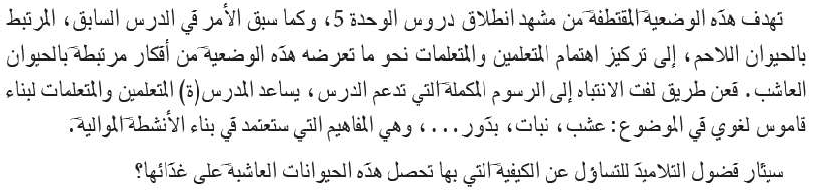 تهدف هذه الوضعية المقتطفة من مشهد انطلاق دروس الوحدة 5، وكما سبق الأمر في الدرس السابق، المرتبط
بالحيوان اللاحم، إلى تركيز اهتمام المتعلمين والمتعلمات نحو ما تعرضه هذه الوضعية من أفكار مرتبطة بالحيوان
العاشب. فعن طريق لفت الانتباه إلى الرسوم المكملة التي تدعم الدرس، يساعد المدرس(ة) المتعلمين والمتعلمات لبناء
قاموس لغوي في الموضوع: عشب، نبات، بذور...، وهي المفاهيم التي ستعتمد في بناء الأنشطة الموالية.
سيثار فضول التلاميذ للتساؤل عن الكيفية التي بها تحصل هذه الحيوانات العاشبة على غذائها؟